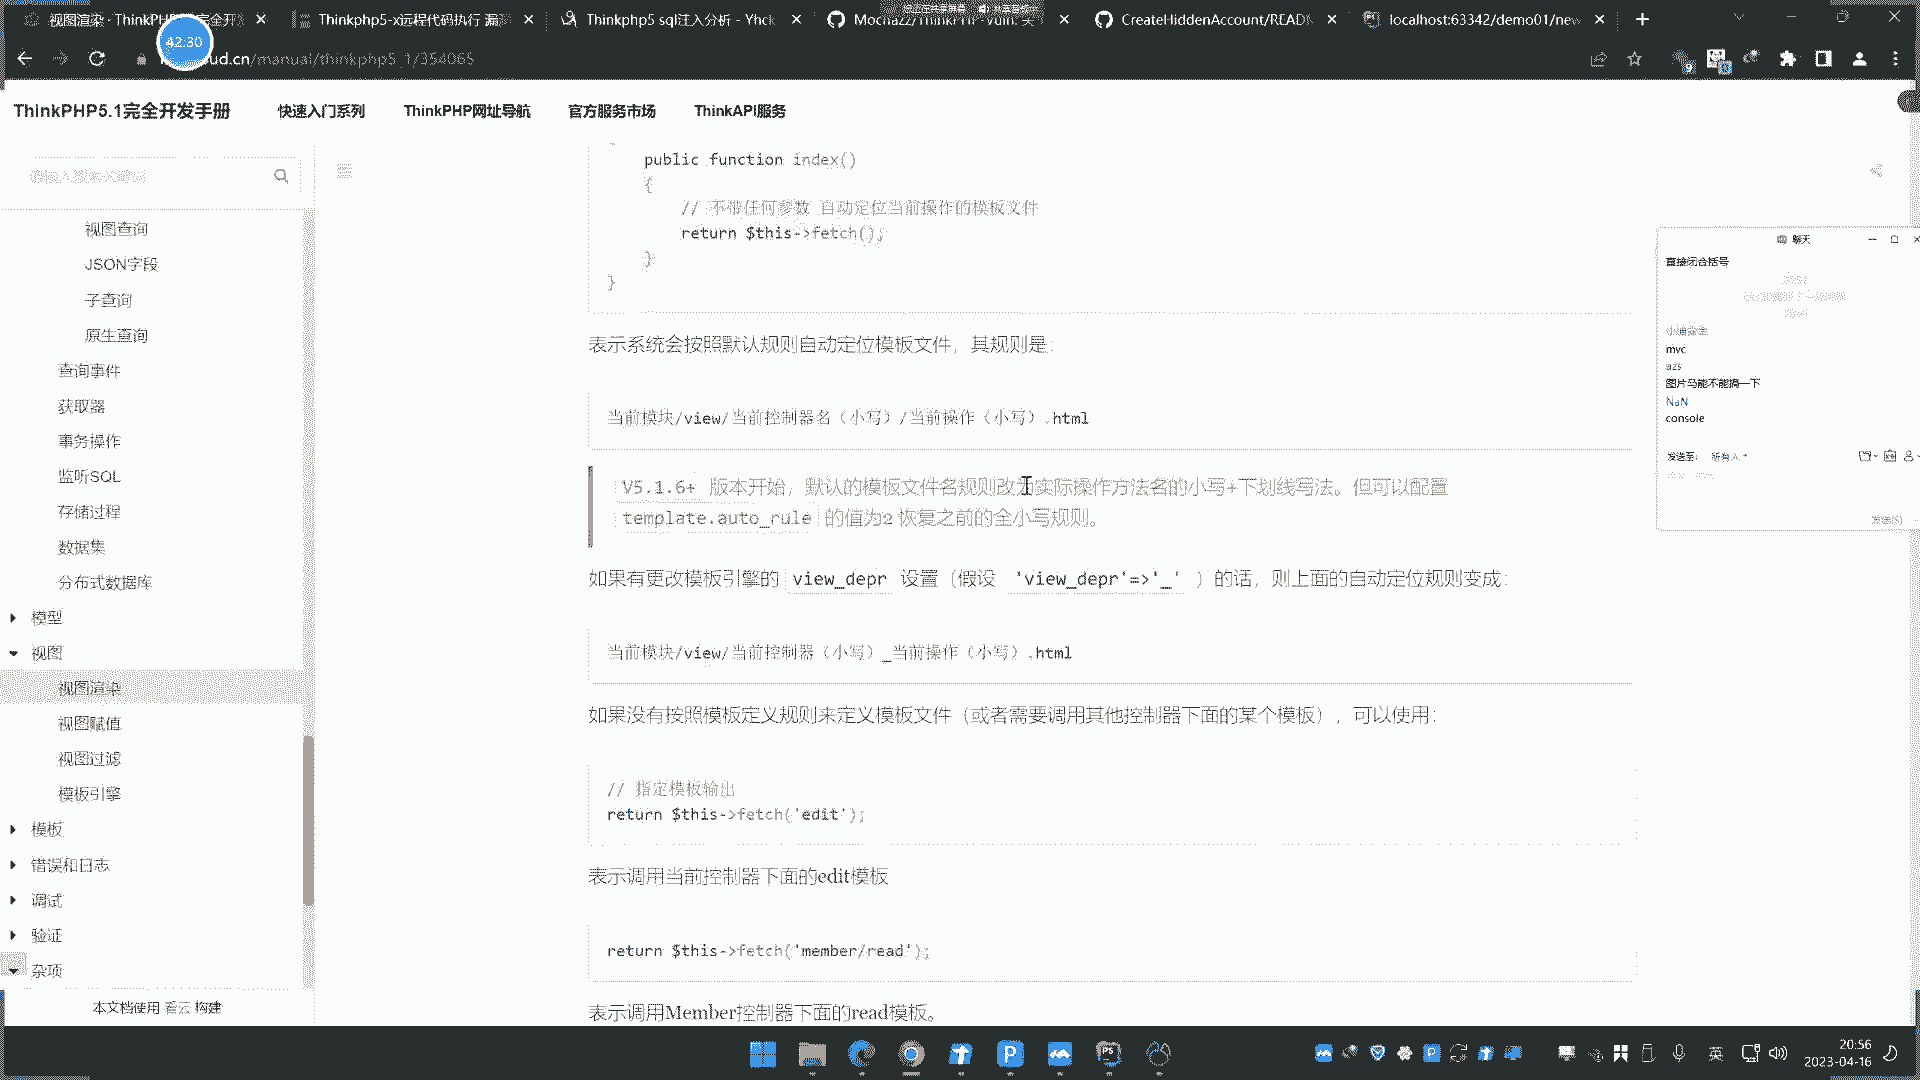 视图渲染 · ThinkPHP5.1完全开发
Thinkphp5-x远程代码执行 漏
Thinkphp5 sql注入分析 - Yhck
Mochazz/ThinkPHP-Vuln: 关
CreateHiddenAccount/READ
localhost:63342/demo01/new
42:30
ud.cn/manual/thinkphp5_1/354065
ThinkPHP5.1完全开发手册
快速入门系列
ThinkPHP网址导航
官方服务市场
ThinkAPI服务
视图查询
JSON字段
子查询
原生查询
查询事件
获取器
事务操作
监听SQL
存储过程
数据集
分布式数据库
模型
视图
视图渲染
视图赋值
视图过滤
模板引擎
模板
错误和日志
调试
验证
杂项
本文档使用 看云 构建
public function index()
{
// 不带任何参数 自动定位当前操作的模板文件
return $this->fetch();
}
}
表示系统会按照默认规则自动定位模板文件，其规则是：
当前模块/view/当前控制器名（小写）/当前操作（小写）.html
V5.1.6+ 版本开始，默认的模板文件名规则改为实际操作方法名的小写+下划线写法。但可以配置
template.auto_rule 的值为2 恢复之前的全小写规则。
如果有更改模板引擎的 view_depr 设置（假设 'view_depr'=>'_' ）的话，则上面的自动定位规则变成：
当前模块/view/当前控制器（小写）_当前操作（小写）.html
如果没有按照模板定义规则来定义模板文件（或者需要调用其他控制器下面的某个模板），可以使用：
// 指定模板输出
return $this->fetch('edit');
表示调用当前控制器下面的edit模板
return $this->fetch('member/read');
表示调用Member控制器下面的read模板。
聊天
直接闭合括号
mvc
azs
图片马能不能搞一下
NaN
console
发送至：
所有人
发送(S)
英
20:56
2023-04-16